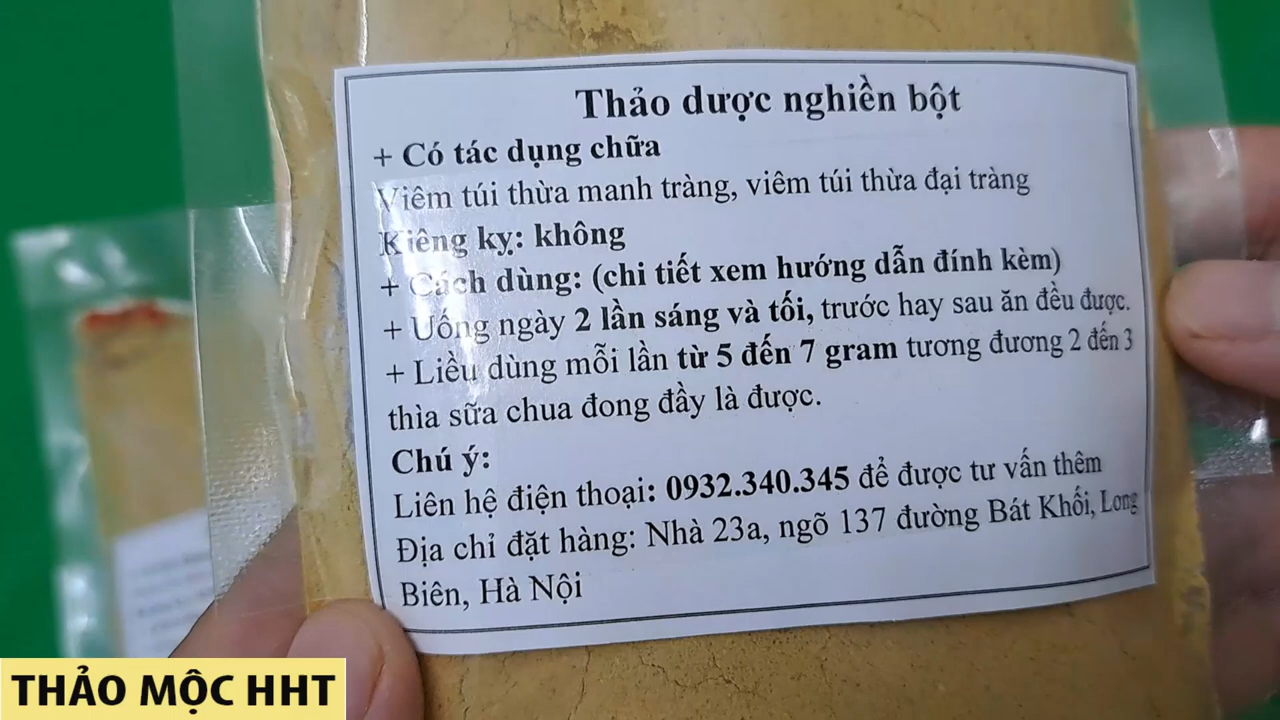 Thảo dược nghiền bột
+ Có tác dụng chữa
Viêm túi thừa manh tràng, viêm túi thừa đại tràng
Kiêng kỵ: không
+ Cách dùng: (chi tiết xem hướng dẫn đính kèm)
+ Uống ngày 2 lần sáng và tối, trước hay sau ăn đều được.
+ Liều dùng mỗi lần từ 5 đến 7 gram tương đương 2 đến 3
thìa sữa chua đong đầy là được.
Chú ý:
Liên hệ điện thoại: 0932.340.345 để được tư vấn thêm
Địa chỉ đặt hàng: Nhà 23a, ngõ 137 đường Bát Khối, Long
Biên, Hà Nội
THẢO MỘC HHT